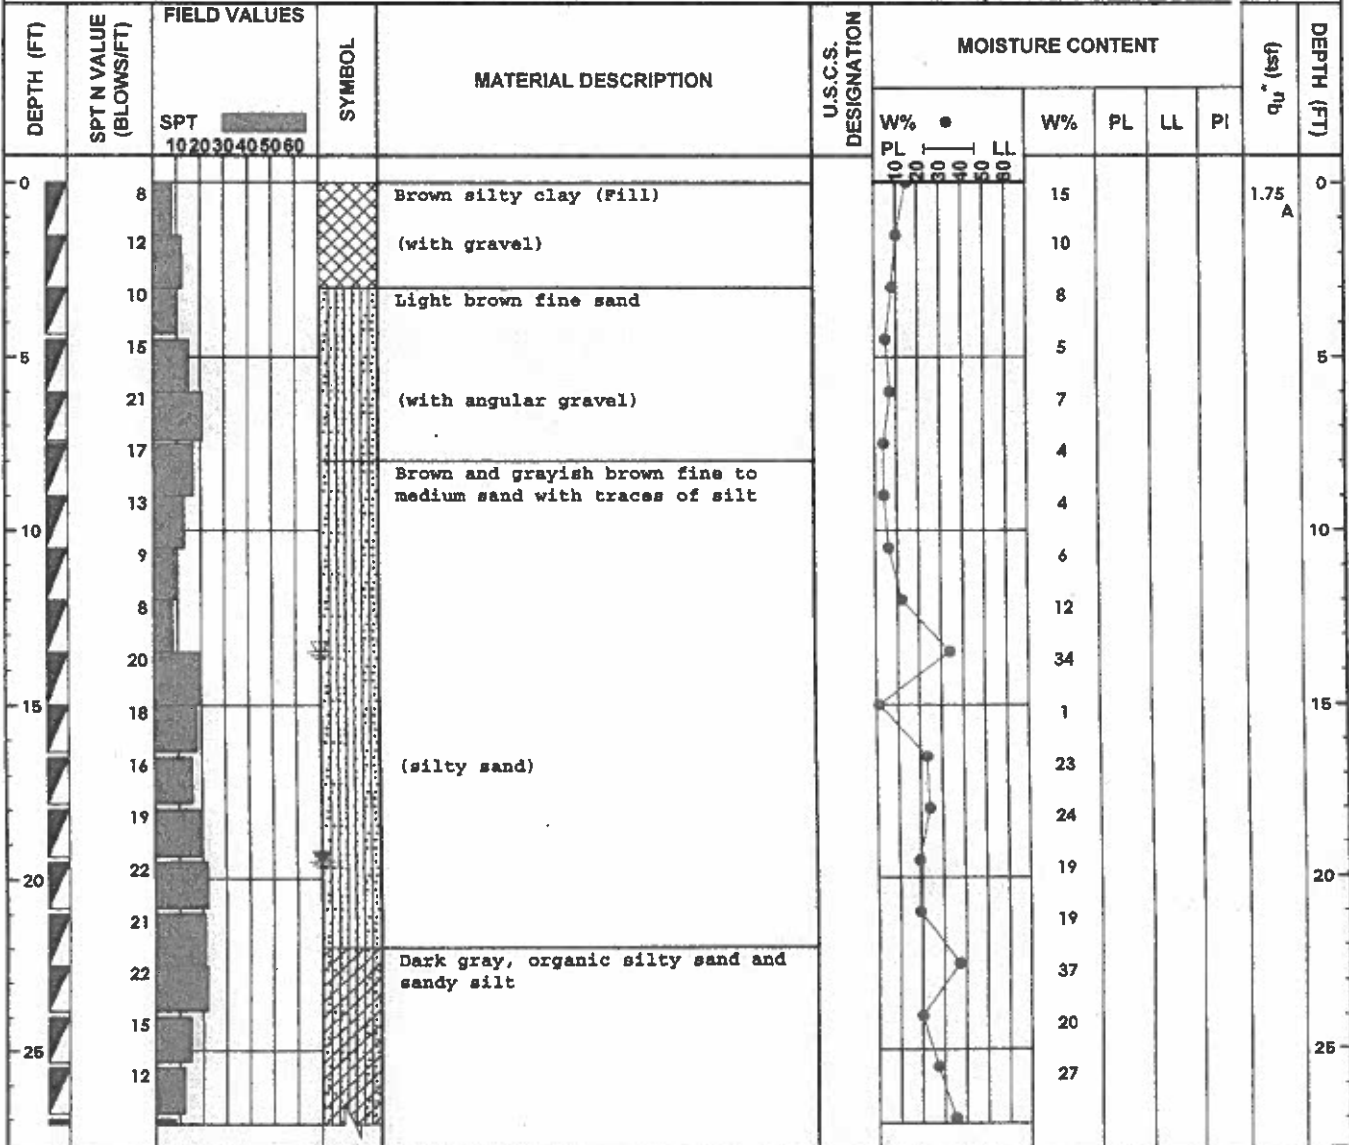 DEPTH (FT)
SPT N VALUE
(BLOWS/FT)
FIELD VALUES
SPT
10 20 30 40 50 60
SYMBOL
MATERIAL DESCRIPTION
U.S.C.S.
DESIGNATION
MOISTURE CONTENT
W%
PL LL
10 20 30 40 50 60
W% PL LL PI
qu* (tsf)
DEPTH (FT)
0 8 Brown silty clay (Fill) 15 1.75 0
A
12 (with gravel) 10
10 Light brown fine sand 8
15 5
5 5
21 (with angular gravel) 7
17 4
Brown and grayish brown fine to
medium sand with traces of silt
13 4
10 10
9 6
8 12
20 34
15 15
18 1
16 (silty sand) 23
19 24
22 19
20 20
21 19
Dark gray, organic silty sand and
sandy silt
22 37
15 20
25 25
12 27